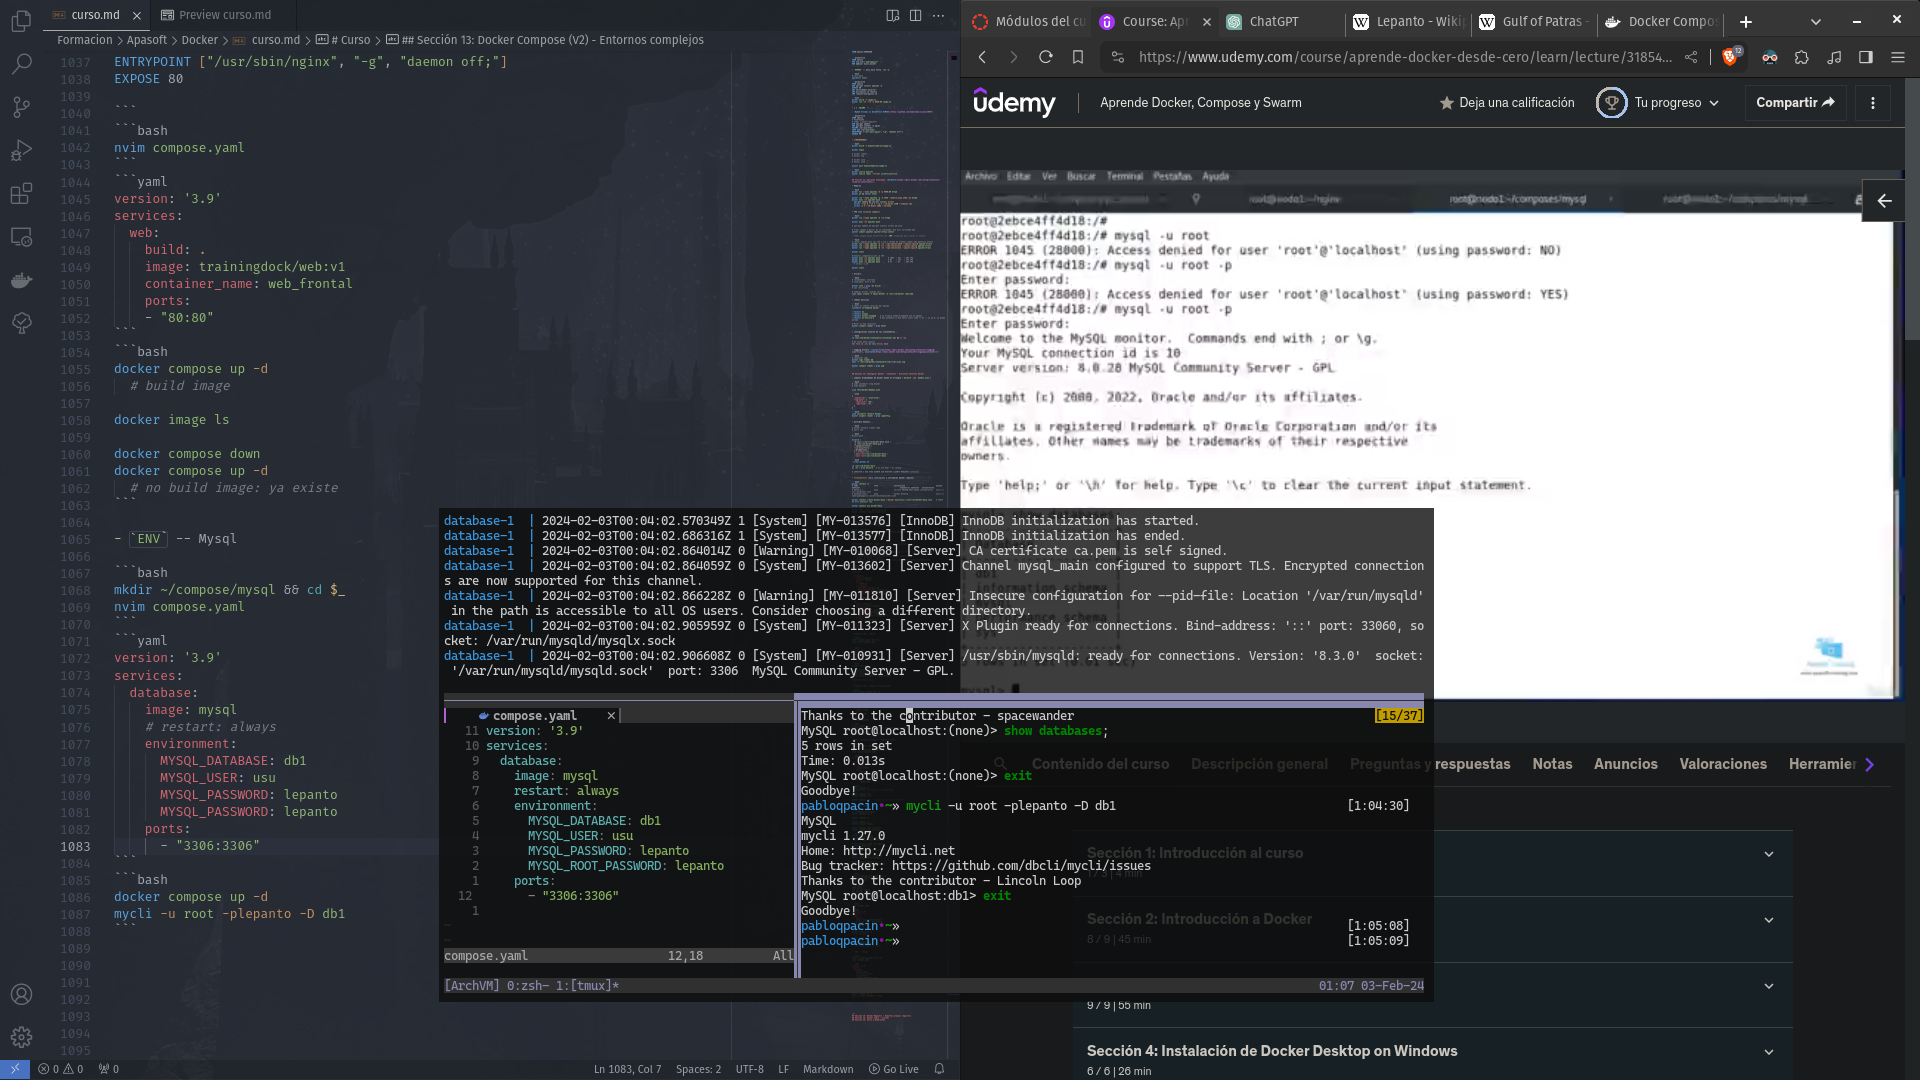 curso.md
Preview curso.md
Formacion > Apasoft > Docker > curso.md > # Curso > ## Sección 13: Docker Compose (V2) - Entornos complejos
1037 ENTRYPOINT ["/usr/sbin/nginx", "-g", "daemon off;"]
1038 EXPOSE 80
1039
1040 ```
1041 ```bash
1042 nvim compose.yaml
1043 ```
1044 ```yaml
1045 version: '3.9'
1046 services:
1047 web:
1048 build: .
1049 image: trainingdock/web:v1
1050 container_name: web_frontal
1051 ports:
1052 - "80:80"
1053 ```
1054 ```bash
1055 docker compose up -d
1056 # build image
1057
1058 docker image ls
1059
1060 docker compose down
1061 docker compose up -d
1062 # no build image: ya existe
1063 ```
1064
1065 - `ENV` -- Mysql
1066
1067 ```bash
1068 mkdir ~/compose/mysql && cd $_
1069 nvim compose.yaml
1070 ```
1071 ```yaml
1072 version: '3.9'
1073 services:
1074 database:
1075 image: mysql
1076 # restart: always
1077 environment:
1078 MYSQL_DATABASE: db1
1079 MYSQL_USER: usu
1080 MYSQL_PASSWORD: lepanto
1081 MYSQL_PASSWORD: lepanto
1082 ports:
1083 - "3306:3306"
1084 ```
1085 ```bash
1086 docker compose up -d
1087 mycli -u root -plepanto -D db1
1088 ```
1089
1090
1091
1092
1093
1094
1095
0 0 0
Ln 1083, Col 7 Spaces: 2 UTF-8 LF Markdown Go Live
Módulos del cu
Course: Apr
ChatGPT
Lepanto - Wiki
Gulf of Patras -
Docker Compo
https://www.udemy.com/course/aprende-docker-desde-cero/learn/lecture/31854...
12
udemy
Aprende Docker, Compose y Swarm
Deja una calificación
Tu progreso
Compartir
Archivo Editar Ver Buscar Terminal Pestañas Ayuda
root@nodo1:~/nginx
root@nodo1:~/composes/mysql
root@2ebce4ff4d18:/#
root@2ebce4ff4d18:/# mysql -u root
ERROR 1045 (28000): Access denied for user 'root'@'localhost' (using password: NO)
root@2ebce4ff4d18:/# mysql -u root -p
Enter password:
ERROR 1045 (28000): Access denied for user 'root'@'localhost' (using password: YES)
root@2ebce4ff4d18:/# mysql -u root -p
Enter password:
Welcome to the MySQL monitor.  Commands end with ; or \g.
Your MySQL connection id is 10
Server version: 8.0.28 MySQL Community Server - GPL
Copyright (c) 2000, 2022, Oracle and/or its affiliates.
Oracle is a registered trademark of Oracle Corporation and/or its
affiliates. Other names may be trademarks of their respective
owners.
Type 'help;' or '\h' for help. Type '\c' to clear the current input statement.
database-1 | 2024-02-03T00:04:02.570349Z 1 [System] [MY-013576] [InnoDB] InnoDB initialization has started.
database-1 | 2024-02-03T00:04:02.686316Z 1 [System] [MY-013577] [InnoDB] InnoDB initialization has ended.
database-1 | 2024-02-03T00:04:02.864014Z 0 [Warning] [MY-010068] [Server] CA certificate ca.pem is self signed.
database-1 | 2024-02-03T00:04:02.864059Z 0 [System] [MY-013602] [Server] Channel mysql_main configured to support TLS. Encrypted connection
s are now supported for this channel.
database-1 | 2024-02-03T00:04:02.866228Z 0 [Warning] [MY-011810] [Server] Insecure configuration for --pid-file: Location '/var/run/mysqld'
in the path is accessible to all OS users. Consider choosing a different directory.
database-1 | 2024-02-03T00:04:02.905959Z 0 [System] [MY-011323] [Server] X Plugin ready for connections. Bind-address: '::' port: 33060, so
cket: /var/run/mysqld/mysqlx.sock
database-1 | 2024-02-03T00:04:02.906608Z 0 [System] [MY-010931] [Server] /usr/sbin/mysqld: ready for connections. Version: '8.3.0'  socket:
'/var/run/mysqld/mysqld.sock'  port: 3306  MySQL Community Server - GPL.
compose.yaml
11 version: '3.9'
10 services:
9 database:
8 image: mysql
7 restart: always
6 environment:
5 MYSQL_DATABASE: db1
4 MYSQL_USER: usu
3 MYSQL_PASSWORD: lepanto
2 MYSQL_ROOT_PASSWORD: lepanto
1 ports:
12 - "3306:3306"
1
compose.yaml 12,18 All
Thanks to the contributor - spacewander [15/37]
MySQL root@localhost:(none)> show databases;
5 rows in set
Time: 0.013s
MySQL root@localhost:(none)> exit
Goodbye!
pabloqpacin·~» mycli -u root -plepanto -D db1 [1:04:30]
MySQL
mycli 1.27.0
Home: http://mycli.net
Bug tracker: https://github.com/dbcli/mycli/issues
Thanks to the contributor - Lincoln Loop
MySQL root@localhost:db1> exit
Goodbye!
pabloqpacin·~» [1:05:08]
pabloqpacin·~» [1:05:09]
[ArchVM] 0:zsh- 1:[tmux]* 01:07 03-Feb-24
Contenido del curso
Descripción general
Preguntas y respuestas
Notas
Anuncios
Valoraciones
Herramier
Sección 1: Introducción al curso
Sección 2: Introducción a Docker
8 / 9 | 45 min
9 / 9 | 55 min
Sección 4: Instalación de Docker Desktop on Windows
6 / 6 | 26 min